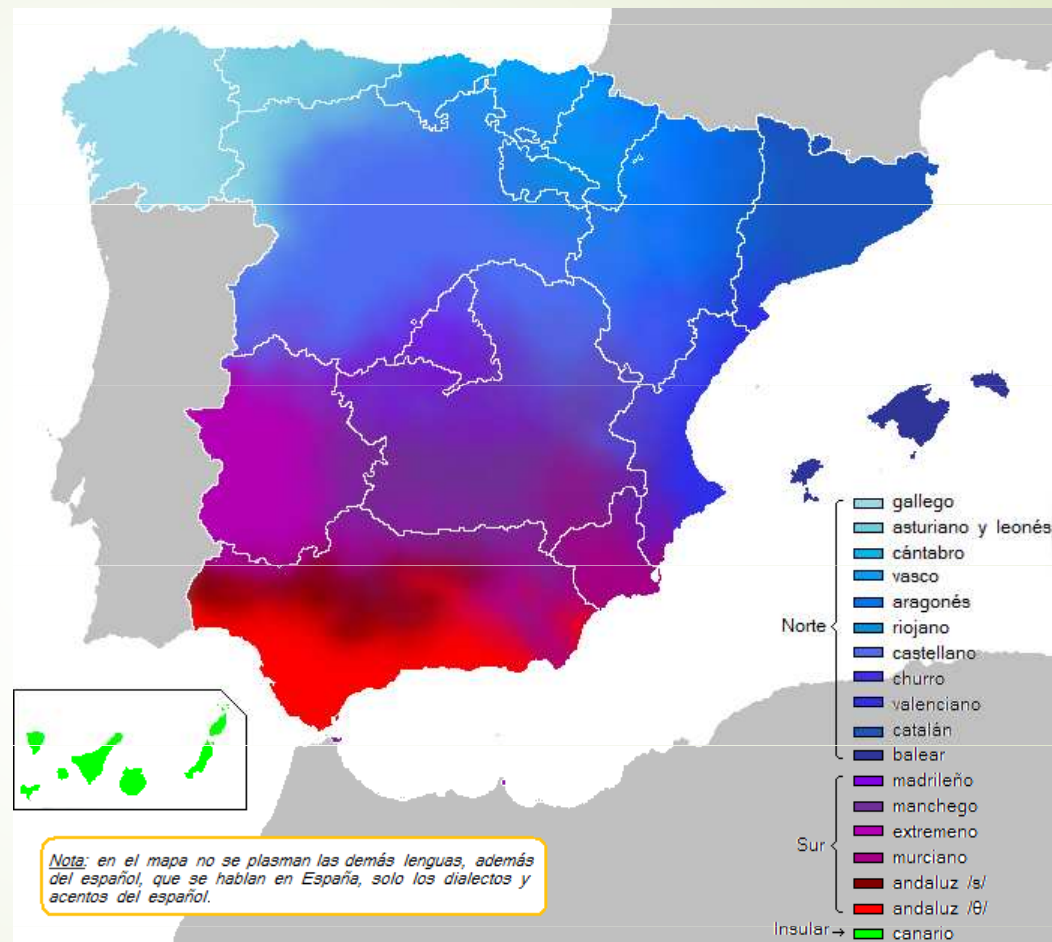 gallego
asturiano y leonés
cántabro
vasco
aragonés
Norte
riojano
castellano
churro
valenciano
catalán
balear
madrileño
manchego
extremeno
Sur
murciano
andaluz /s/
andaluz /θ/
Insular→ canario
Nota: en el mapa no se plasman las demás lenguas, además
del español, que se hablan en España, solo los dialectos y
acentos del español.